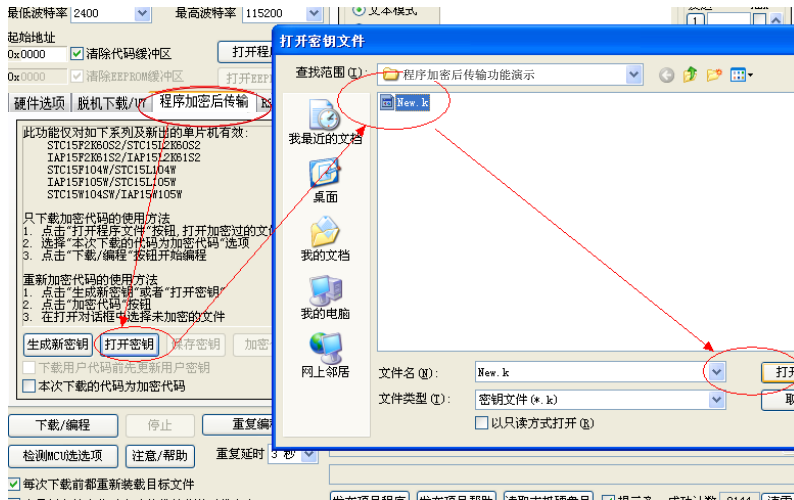 最低波特率 2400 最高波特率 115200
文本模式
起始地址
0x0000 清除代码缓冲区 打开程
0x0000 清除EEPROM缓冲区 打开EEP
硬件选项 脱机下载/U7 程序加密后传输
此功能仅对如下系列及新出的单片机有效:
STC15F2K60S2/STC15L2K60S2
IAP15F2K61S2/IAP15L2K61S2
STC15F104W/STC15L104W
IAP15F105W/STC15L105W
STC15W104SW/IAP15W105W
只下载加密代码的使用方法
1. 点击"打开程序文件"按钮,打开加密过的文
2. 选择"本次下载的代码为加密代码"选项
3. 点击"下载/编程"按钮开始编程
重新加密代码的使用方法
1. 点击"生成新密钥"或者"打开密钥"
2. 点击"加密代码"按钮
3. 在打开对话框中选择未加密的文件
生成新密钥 打开密钥 保存密钥 加密
下载用户代码前先更新用户密钥
本次下载的代码为加密代码
下载/编程 停止 重复编
检测MCU选选项 注意/帮助 重复延时 3 秒
每次下载前都重新装载目标文件
打开密钥文件
查找范围(I): 程序加密后传输功能演示
New.k
我最近的文档
桌面
我的文档
我的电脑
网上邻居
文件名(N): New.k 打开
文件类型(T): 密钥文件(*.k) 取
以只读方式打开(R)